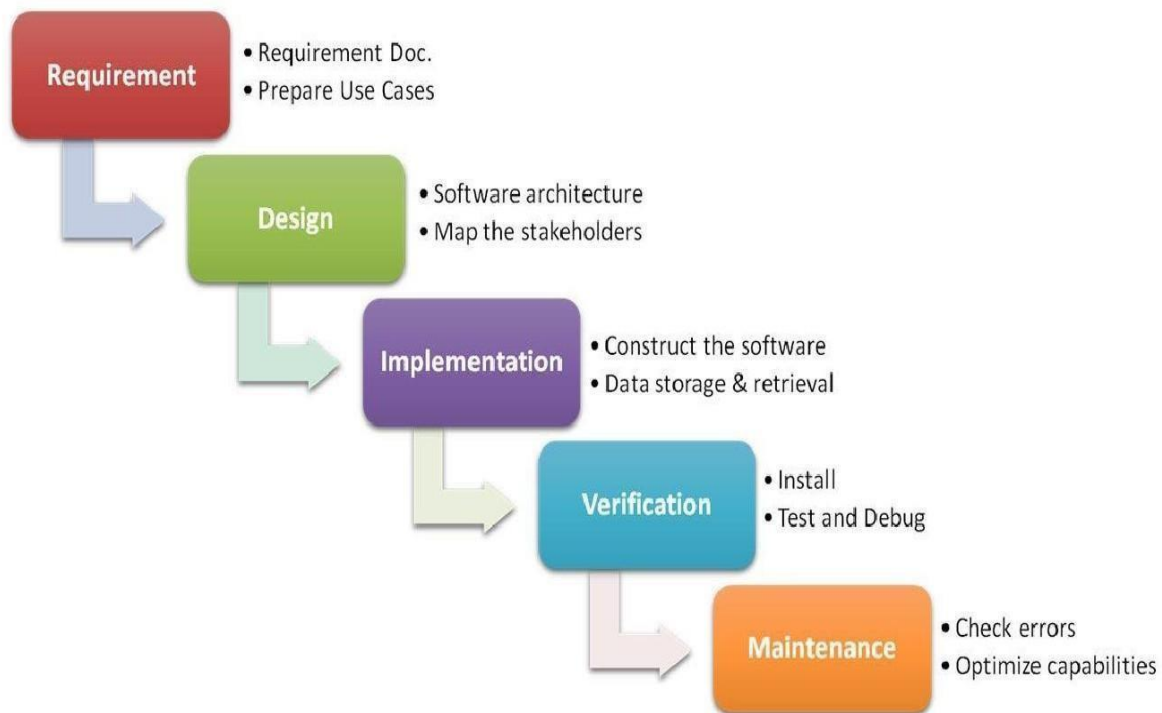 Requirement
• Requirement Doc.
• Prepare Use Cases
Design
• Software architecture
• Map the stakeholders
Implementation
• Construct the software
• Data storage & retrieval
Verification
• Install
• Test and Debug
Maintenance
• Check errors
• Optimize capabilities